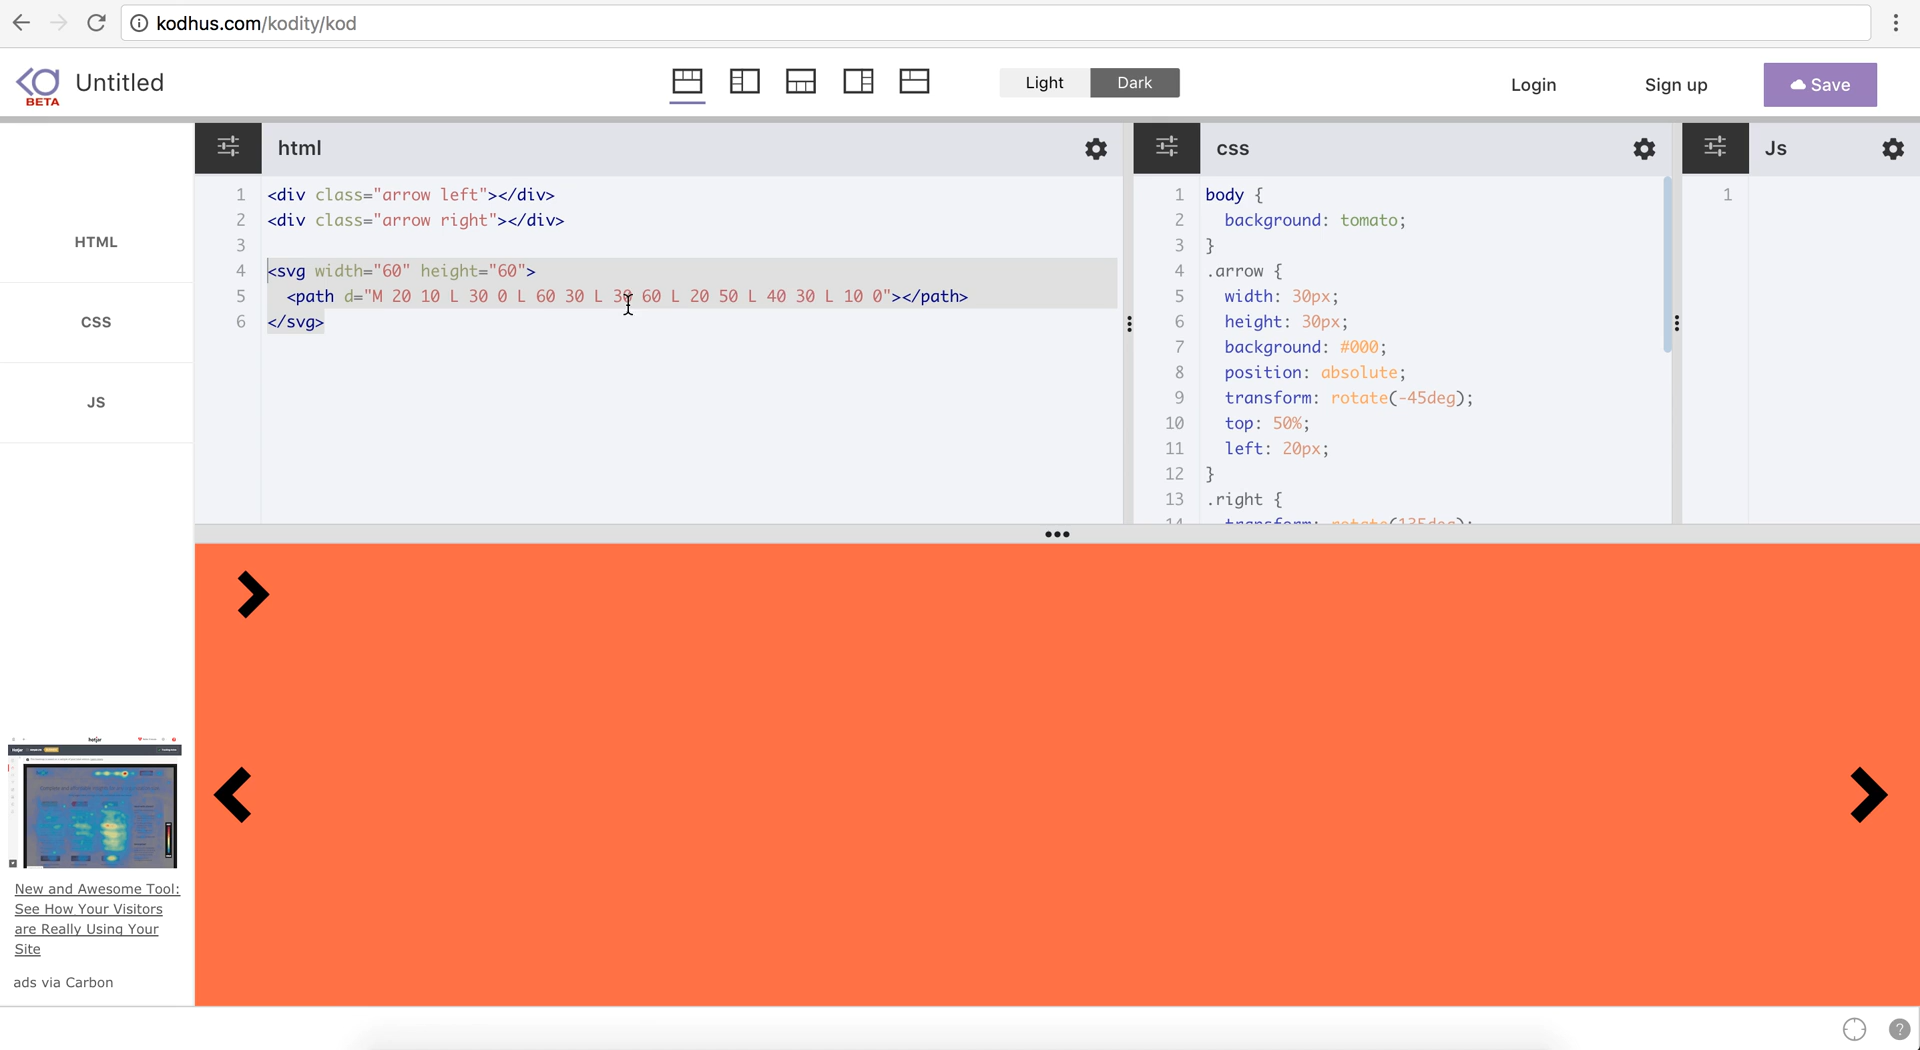 kodhus.com/kodity/kod
BETA
Untitled
Light
Dark
Login
Sign up
Save
HTML
CSS
JS
html
1 <div class="arrow left"></div>
2 <div class="arrow right"></div>
3
4 <svg width="60" height="60">
5 <path d="M 20 10 L 30 0 L 60 30 L 30 60 L 20 50 L 40 30 L 10 0"></path>
6 </svg>
css
1 body {
2 background: tomato;
3 }
4 .arrow {
5 width: 30px;
6 height: 30px;
7 background: #000;
8 position: absolute;
9 transform: rotate(-45deg);
10 top: 50%;
11 left: 20px;
12 }
13 .right {
14 transform: rotate(135deg);
Js
1
hotjar
New and Awesome Tool:
See How Your Visitors
are Really Using Your
Site
ads via Carbon
?